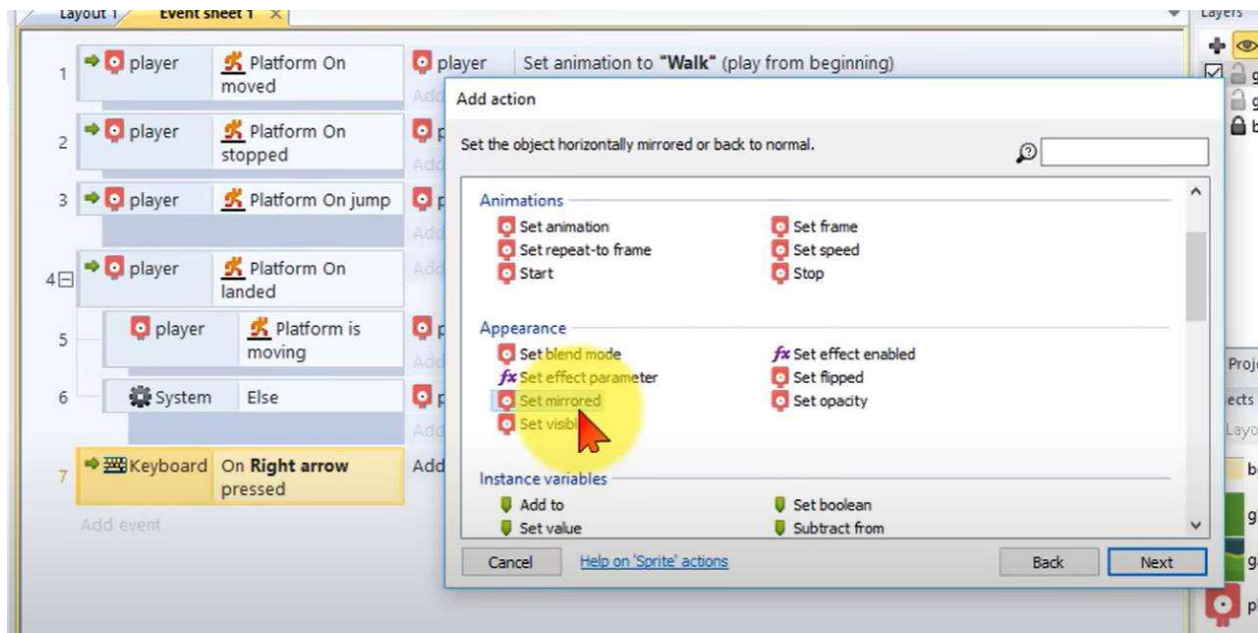 Layout 1 Event sheet 1 × Layers
1 player Platform On moved player Set animation to "Walk" (play from beginning)
2 player Platform On stopped
3 player Platform On jump
4 player Platform On landed
5 player Platform is moving
6 System Else
7 Keyboard On Right arrow pressed Add
Add event
Add action
Set the object horizontally mirrored or back to normal.
Animations
Set animation Set frame
Set repeat-to frame Set speed
Start Stop
Appearance
Set blend mode fx Set effect enabled
fx Set effect parameter Set flipped
Set mirrored Set opacity
Set visible
Instance variables
Add to Set boolean
Set value Subtract from
Cancel Help on 'Sprite' actions Back Next